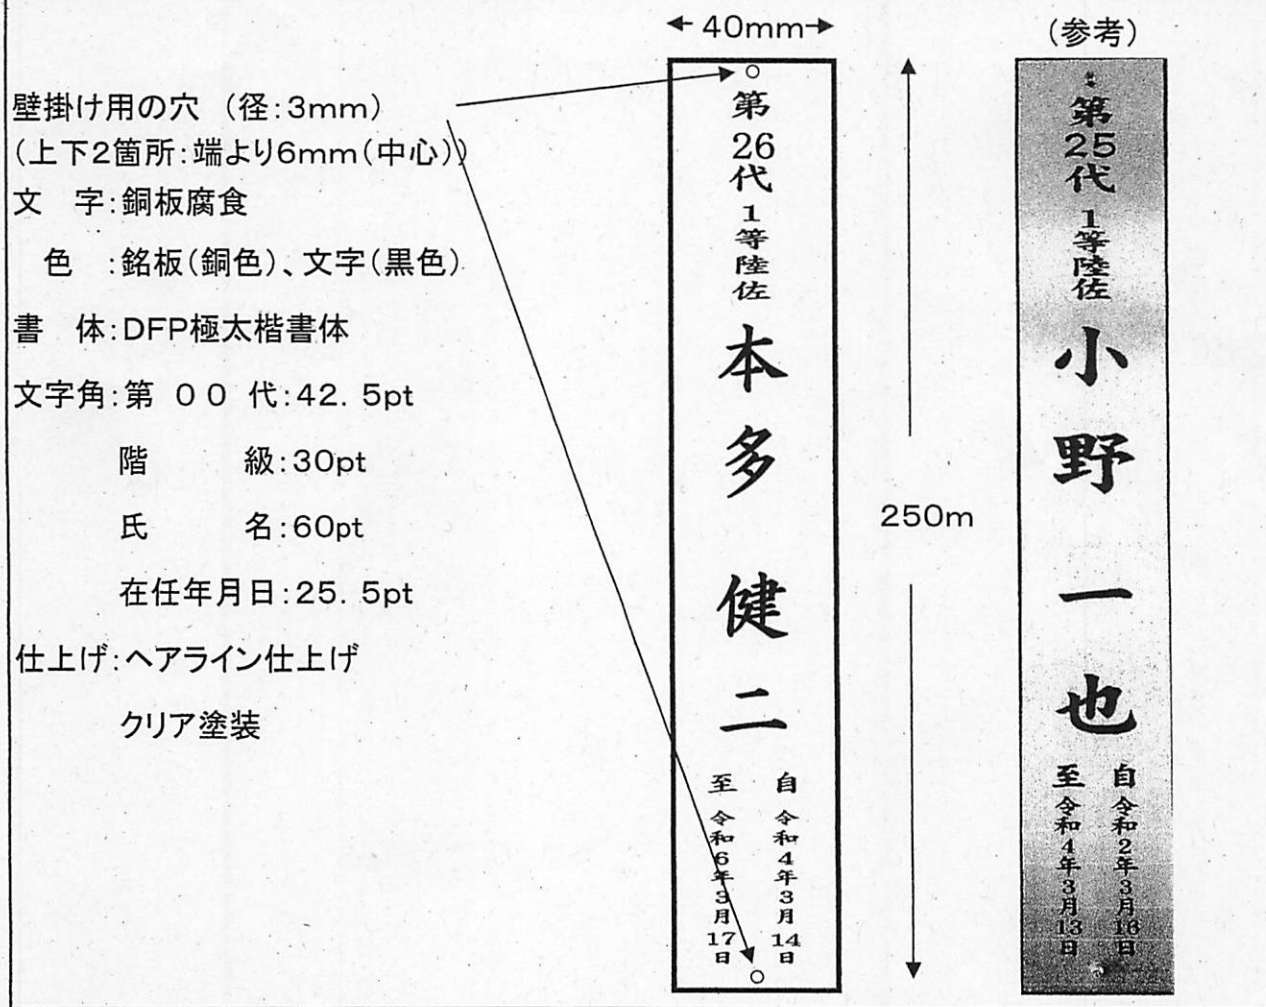 壁掛け用の穴 （径:3mm）
（上下2箇所:端より6mm（中心））
文 字:銅板腐食
色 :銘板（銅色）、文字（黒色）
書 体:DFP極太楷書体
文字角:第 00 代:42.5pt
階 級:30pt
氏 名:60pt
在任年月日:25.5pt
仕上げ:ヘアライン仕上げ
クリア塗装
40mm
第26代
1等陸佐
本多健二
自 令和4年3月14日
至 令和6年3月17日
250m
（参考）
第25代
1等陸佐
小野一也
自 令和2年3月16日
至 令和4年3月13日